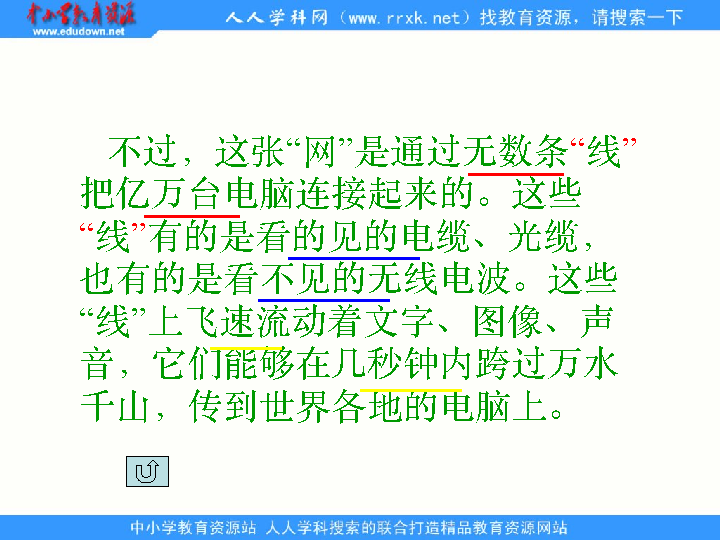 中小学教育资源
www.edudown.net
人人学科网（www.rrxk.net）找教育资源，请搜索一下
不过，这张“网”是通过无数条“线”
把亿万台电脑连接起来的。这些
“线”有的是看的见的电缆、光缆，
也有的是看不见的无线电波。这些
“线”上飞速流动着文字、图像、声
音，它们能够在几秒钟内跨过万水
千山，传到世界各地的电脑上。
中小学教育资源站 人人学科搜索的联合打造精品教育资源网站